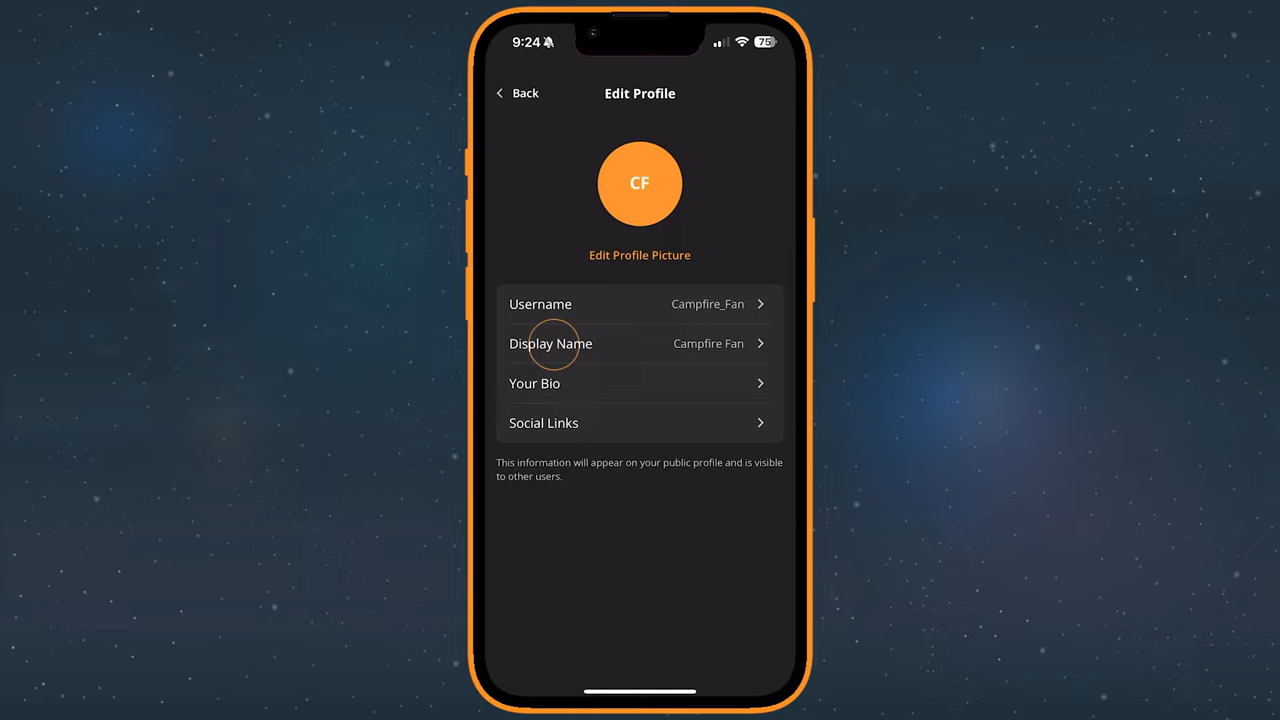 9:24
75
Back
Edit Profile
CF
Edit Profile Picture
Username Campfire_Fan
Display Name Campfire Fan
Your Bio
Social Links
This information will appear on your public profile and is visible
to other users.